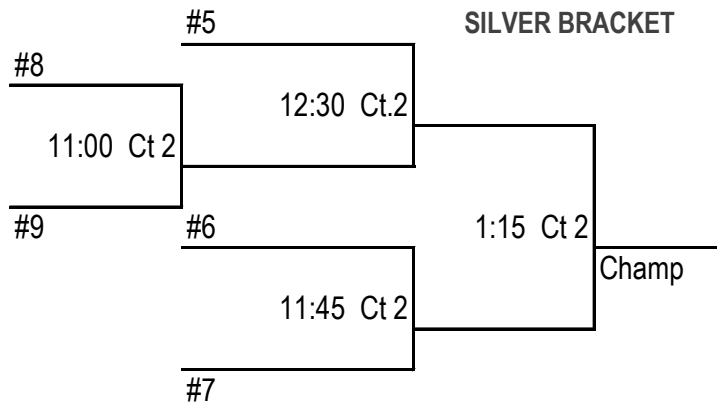 #5
SILVER BRACKET
#8
12:30 Ct.2
11:00 Ct 2
#9
#6
1:15 Ct 2
Champ
11:45 Ct 2
#7